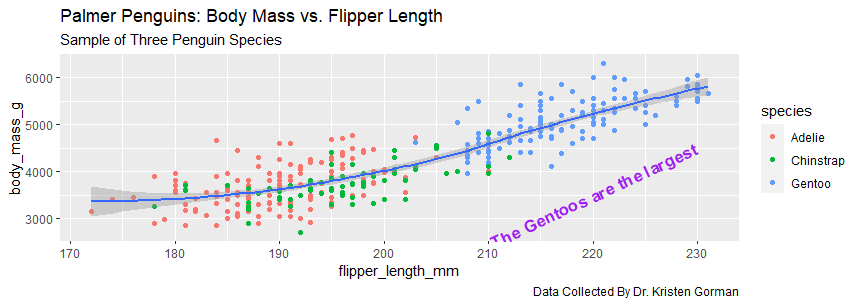 Palmer Penguins: Body Mass vs. Flipper Length
Sample of Three Penguin Species
body_mass_g
6000
5000
4000
3000
The Gentoos are the largest
170
180
190
200
210
220
230
flipper_length_mm
species
Adelie
Chinstrap
Gentoo
Data Collected By Dr. Kristen Gorman